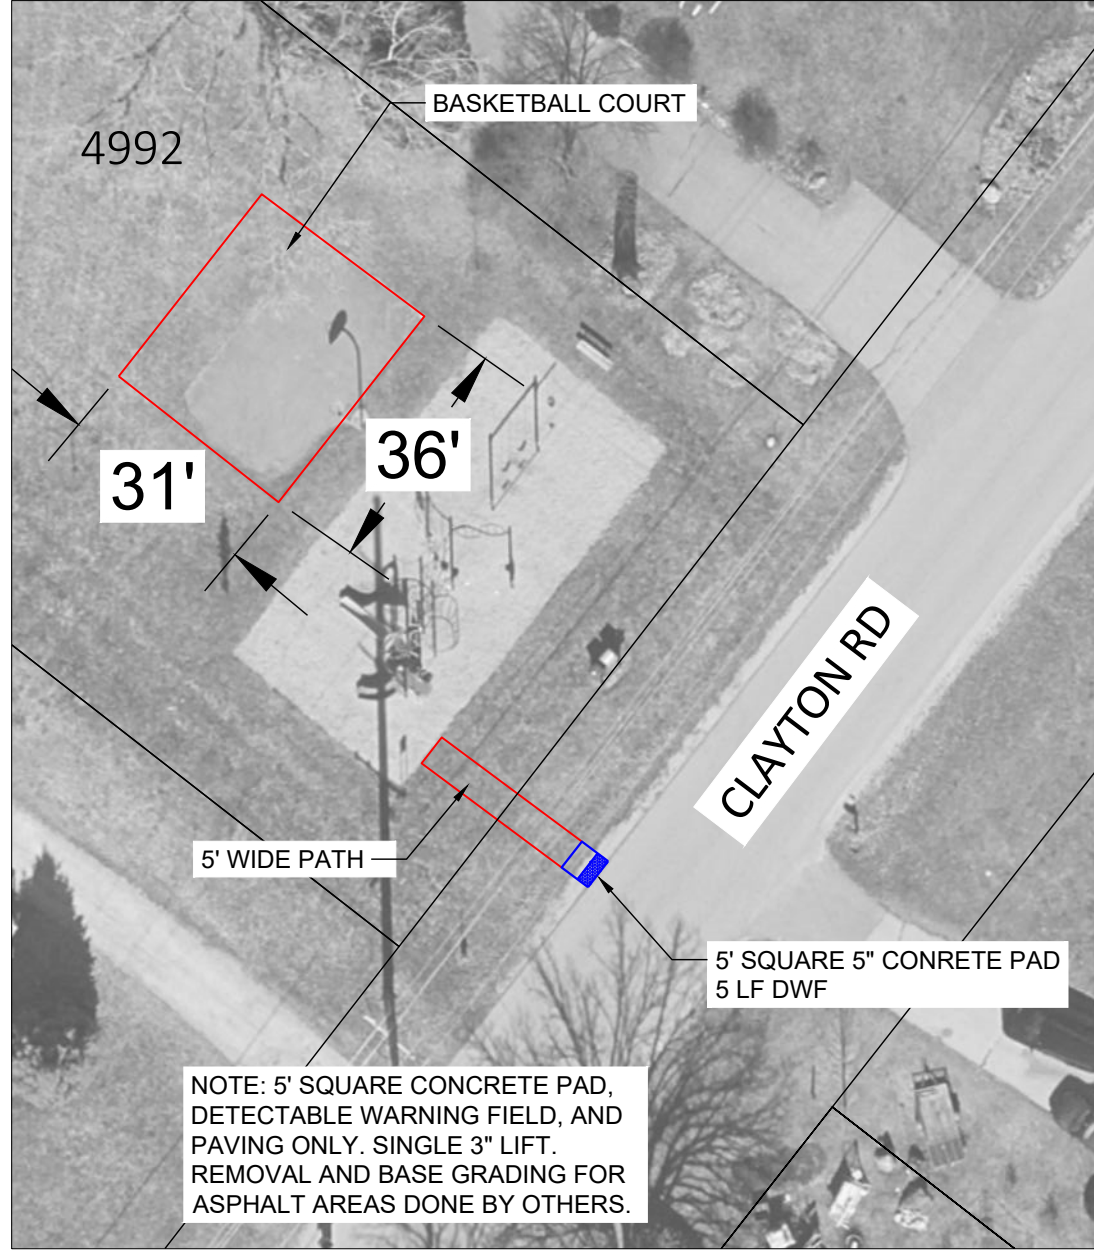 BASKETBALL COURT
4992
36'
31'
CLAYTON RD
5' WIDE PATH
5' SQUARE 5" CONRETE PAD
5 LF DWF
NOTE: 5' SQUARE CONCRETE PAD,
DETECTABLE WARNING FIELD, AND
PAVING ONLY. SINGLE 3" LIFT.
REMOVAL AND BASE GRADING FOR
ASPHALT AREAS DONE BY OTHERS.